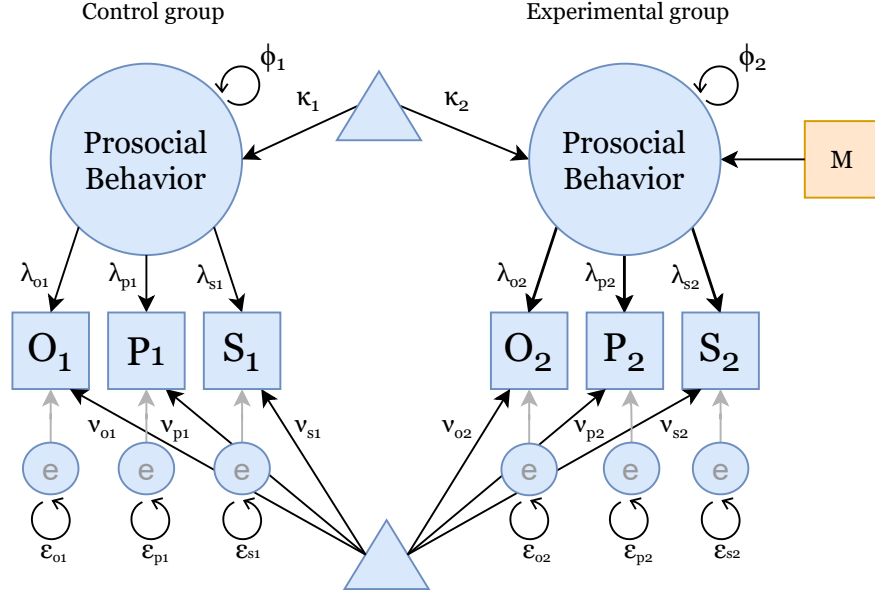 Control group
Experimental group
ϕ₁
ϕ₂
κ₁
κ₂
Prosocial
Behavior
Prosocial
Behavior
M
λₒ₁
λₚ₁
λₛ₁
λₒ₂
λₚ₂
λₛ₂
O₁
P1
S₁
O₂
P₂
S₂
νₒ₁
νₚ₁
νₛ₁
νₒ₂
νₚ₂
νₛ₂
e
e
e
e
e
e
εₒ₁
εₚ₁
εₛ₁
εₒ₂
εₚ₂
εₛ₂